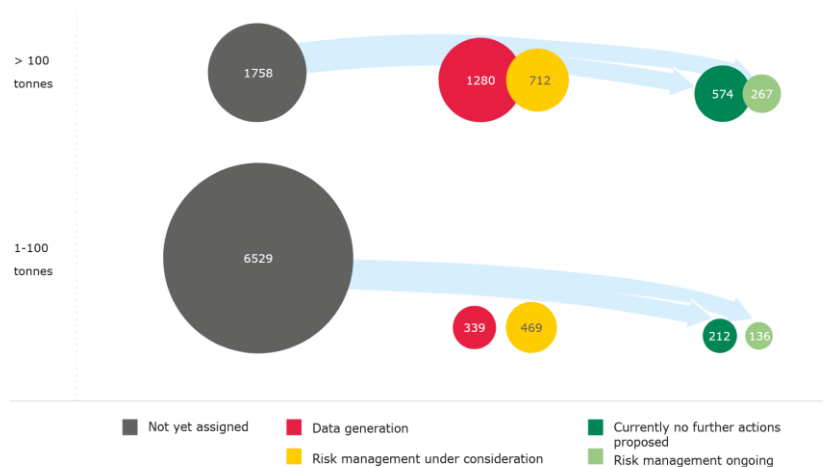 > 100
tonnes
1758
1280
712
574
267
1-100
tonnes
6529
339
469
212
136
Not yet assigned
Data generation
Risk management under consideration
Currently no further actions
proposed
Risk management ongoing